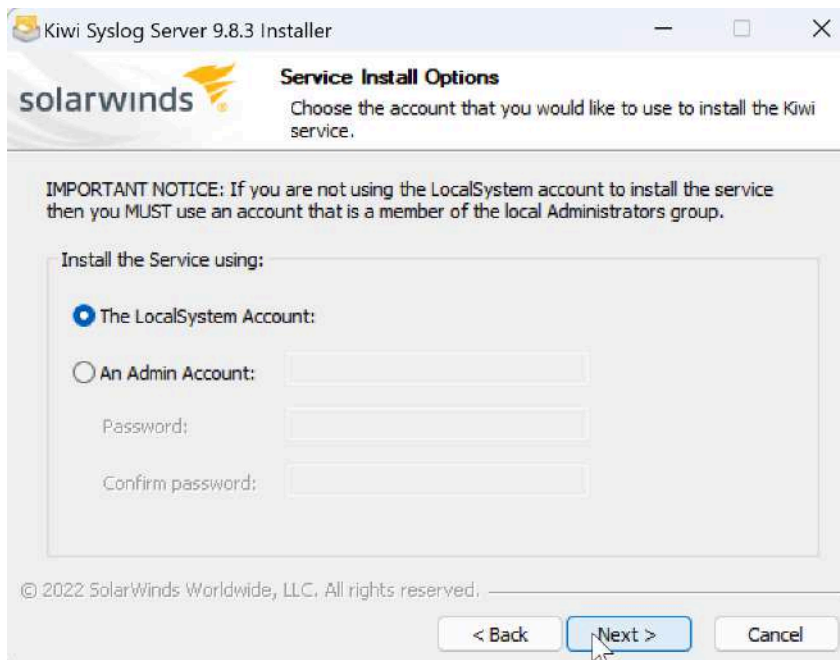 Kiwi Syslog Server 9.8.3 Installer
solarwinds
Service Install Options
Choose the account that you would like to use to install the Kiwi
service.
IMPORTANT NOTICE: If you are not using the LocalSystem account to install the service
then you MUST use an account that is a member of the local Administrators group.
Install the Service using:
The LocalSystem Account:
An Admin Account:
Password:
Confirm password:
© 2022 SolarWinds Worldwide, LLC. All rights reserved.
< Back
Next >
Cancel